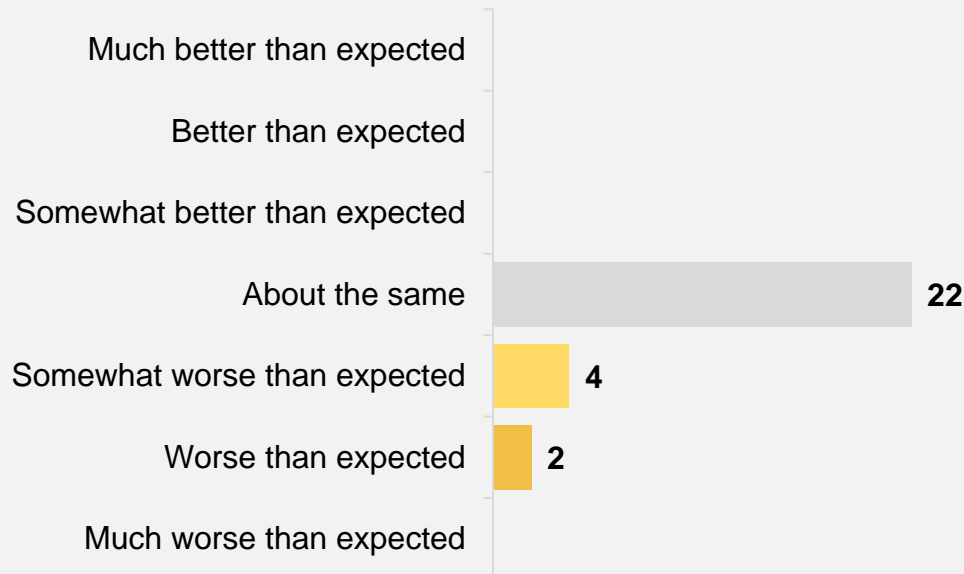 Much better than expected
Better than expected
Somewhat better than expected
About the same 22
Somewhat worse than expected 4
Worse than expected 2
Much worse than expected